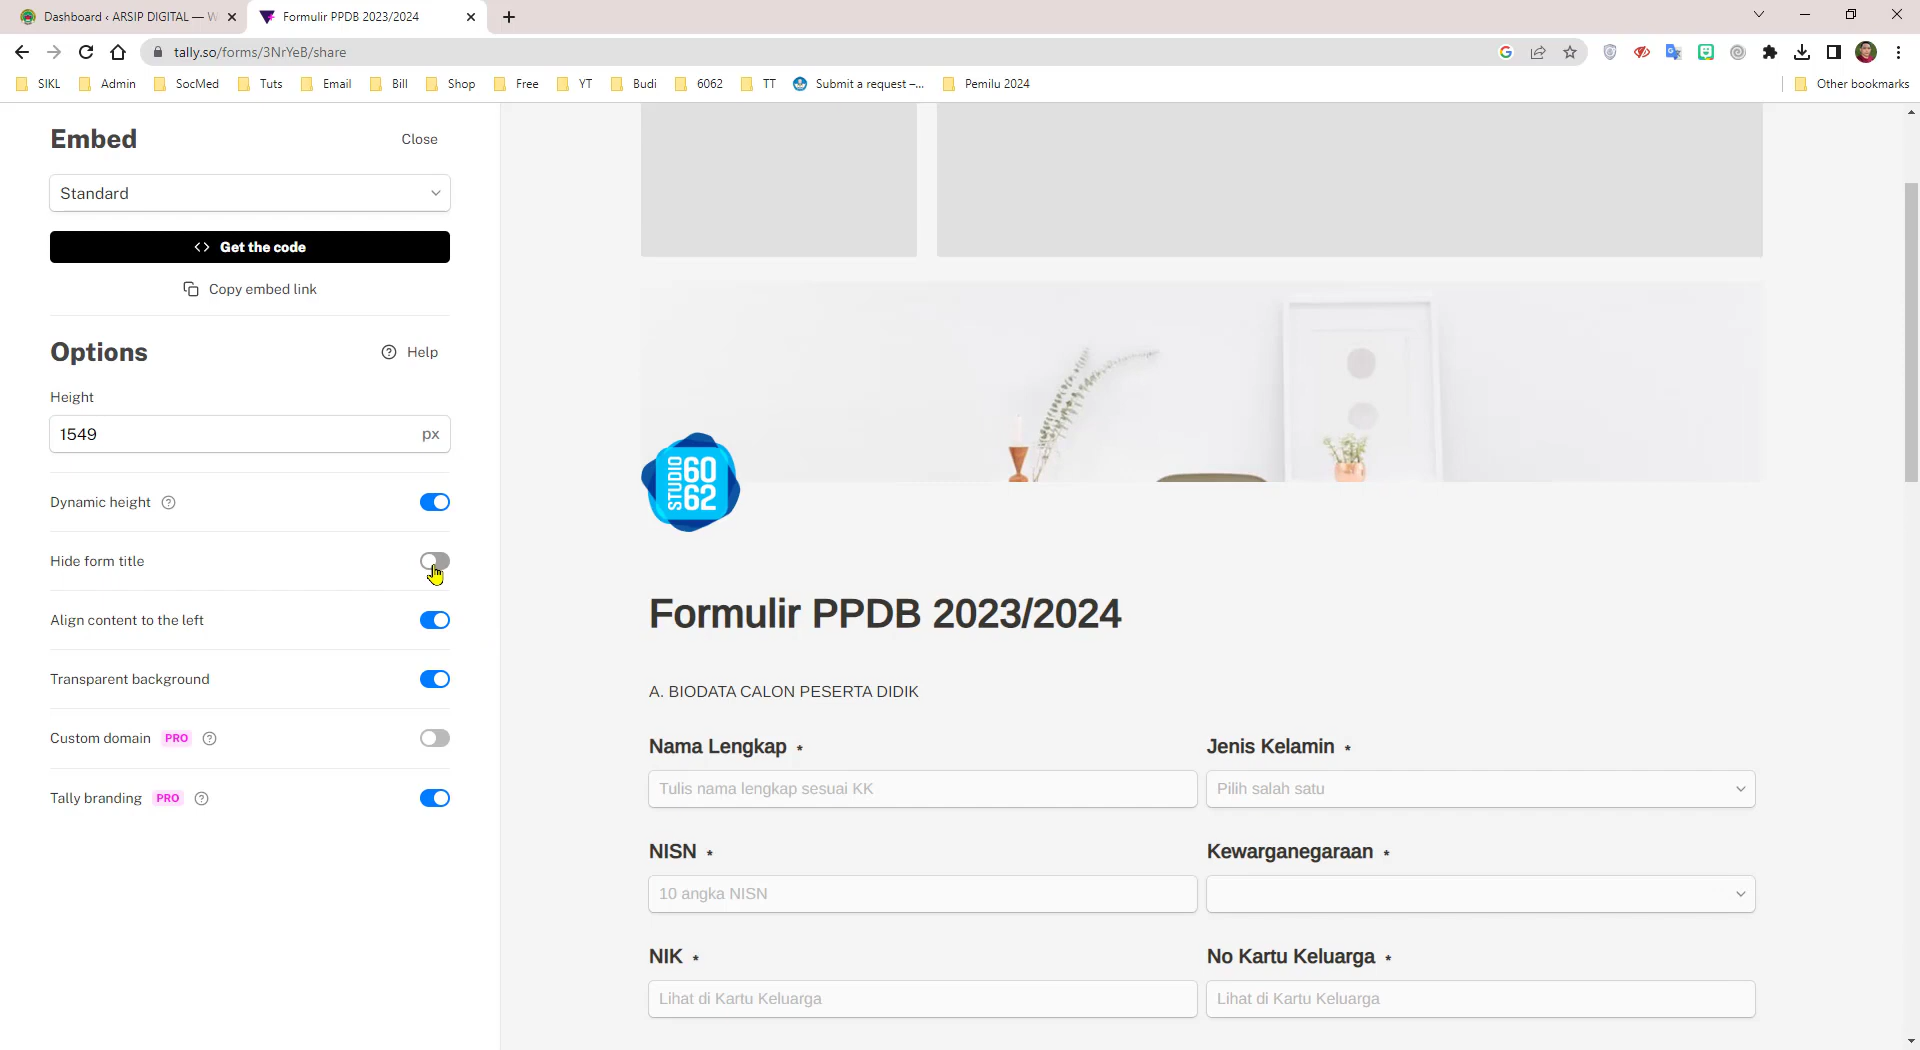 Dashboard ‹ ARSIP DIGITAL — W
Formulir PPDB 2023/2024
tally.so/forms/3NrYeB/share
SIKL
Admin
SocMed
Tuts
Email
Bill
Shop
Free
YT
Budi
6062
TT
Submit a request –...
Pemilu 2024
Other bookmarks
Embed
Close
Standard
<> Get the code
Copy embed link
Options
Help
Height
1549
px
Dynamic height
Hide form title
Align content to the left
Transparent background
Custom domain PRO
Tally branding PRO
STUDIO 60 62
Formulir PPDB 2023/2024
A. BIODATA CALON PESERTA DIDIK
Nama Lengkap *
Jenis Kelamin *
Tulis nama lengkap sesuai KK
Pilih salah satu
NISN *
Kewarganegaraan *
10 angka NISN
NIK *
No Kartu Keluarga *
Lihat di Kartu Keluarga
Lihat di Kartu Keluarga